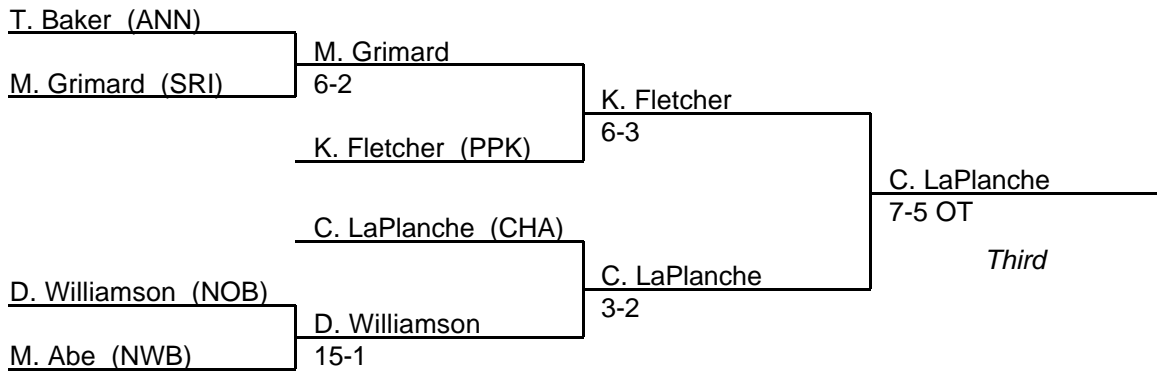 T. Baker (ANN)
M. Grimard
M. Grimard (SRI)
6-2
K. Fletcher
6-3
K. Fletcher (PPK)
C. LaPlanche
7-5 OT
C. LaPlanche (CHA)
Third
C. LaPlanche
D. Williamson (NOB)
3-2
D. Williamson
M. Abe (NWB)
15-1